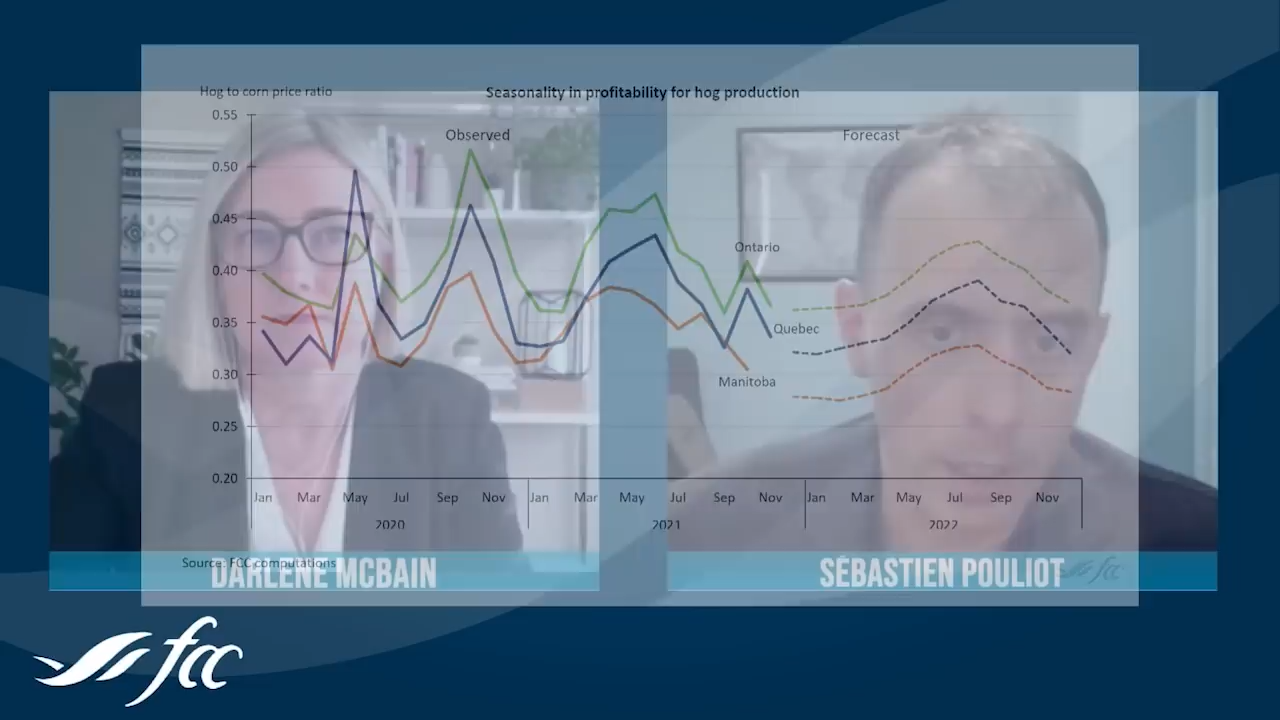 Hog to corn price ratio
Seasonality in profitability for hog production
0.55
Observed
Forecast
0.50
0.45
Ontario
0.40
0.35
Quebec
0.30
Manitoba
0.25
0.20
Jan Mar May Jul Sep Nov Jan Mar May Jul Sep Nov Jan Mar May Jul Sep Nov
2020 2021 2022
Source: FCC computations
DARLENE MCBAIN
SÉBASTIEN POULIOT
fcc
fcc